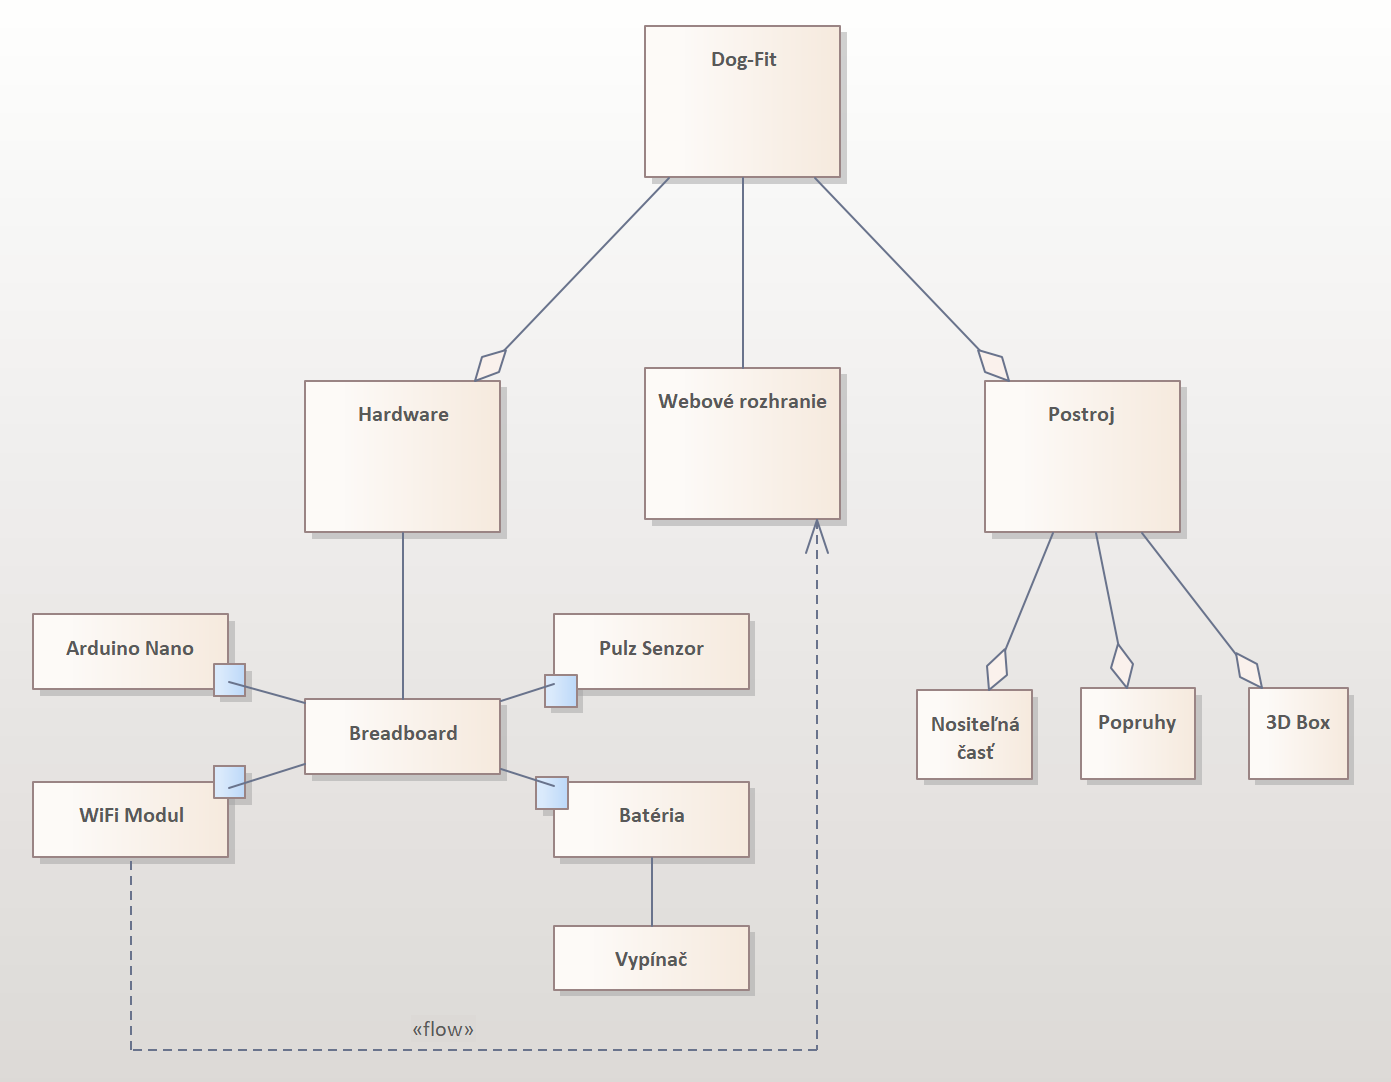 Dog-Fit
Hardware
Webové rozhranie
Postroj
Arduino Nano
Pulz Senzor
Breadboard
Nositeľná
časť
Popruhy
3D Box
WiFi Modul
Batéria
Vypínač
«flow»